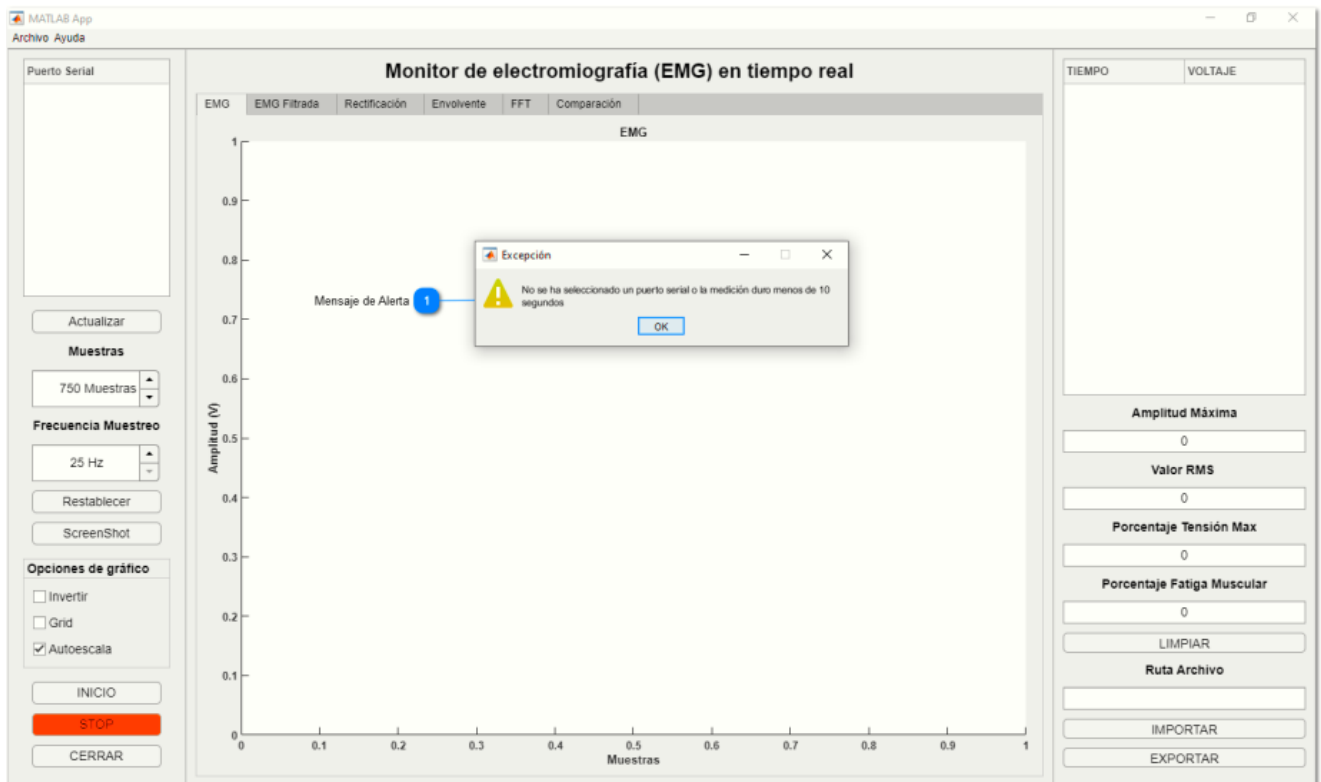 MATLAB App
Archivo Ayuda
Puerto Serial
Actualizar
Muestras
750 Muestras
Frecuencia Muestreo
25 Hz
Restablecer
ScreenShot
Opciones de gráfico
Invertir
Grid
Autoescala
INICIO
STOP
CERRAR
Monitor de electromiografía (EMG) en tiempo real
EMG EMG Filtrada Rectificación Envolvente FFT Comparación
EMG
1
0.9
0.8
0.7
0.6
0.5
0.4
0.3
0.2
0.1
0
Amplitud (V)
0 0.1 0.2 0.3 0.4 0.5 0.6 0.7 0.8 0.9 1
Muestras
Mensaje de Alerta 1
Excepción
No se ha seleccionado un puerto serial o la medición duro menos de 10
segundos
OK
TIEMPO VOLTAJE
Amplitud Máxima
0
Valor RMS
0
Porcentaje Tensión Max
0
Porcentaje Fatiga Muscular
0
LIMPIAR
Ruta Archivo
IMPORTAR
EXPORTAR